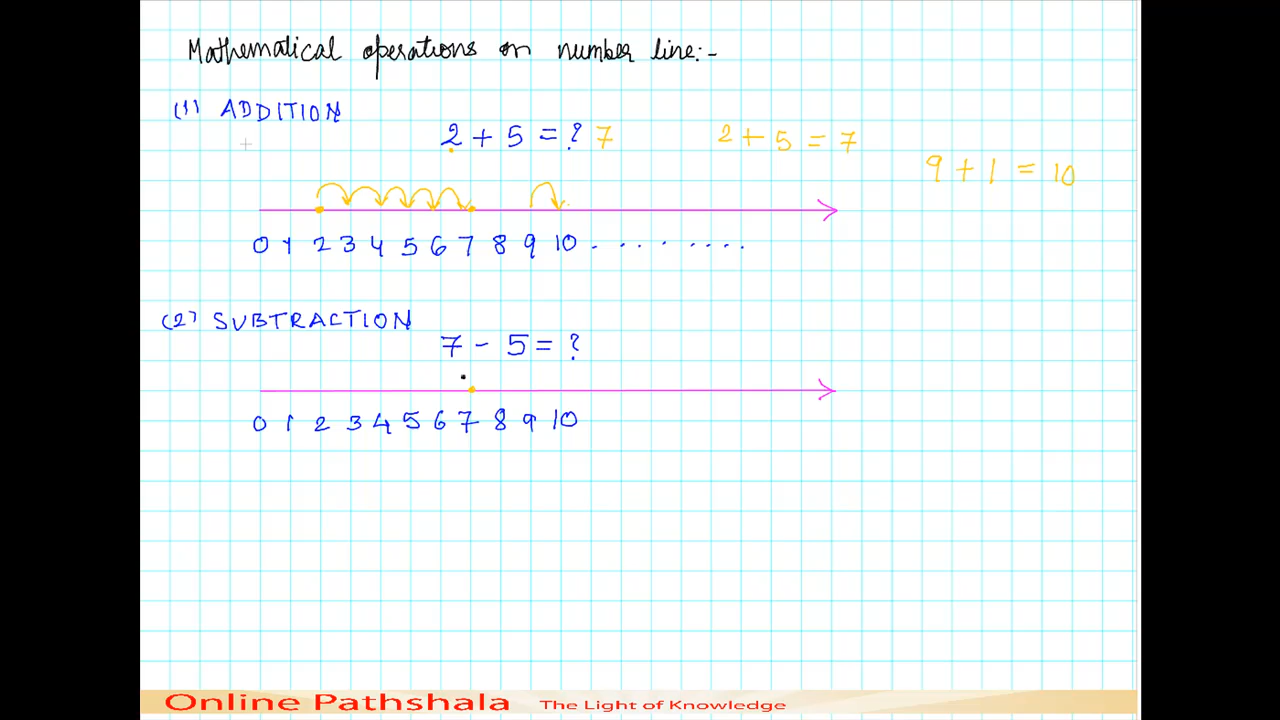 Mathematical operations on number line:-
(1) ADDITION
2 + 5 = ? 7
2 + 5 = 7
9 + 1 = 10
0 1 2 3 4 5 6 7 8 9 10 . . . . . . . . .
(2) SUBTRACTION
7 - 5 = ?
0 1 2 3 4 5 6 7 8 9 10
Online Pathshala The Light of Knowledge